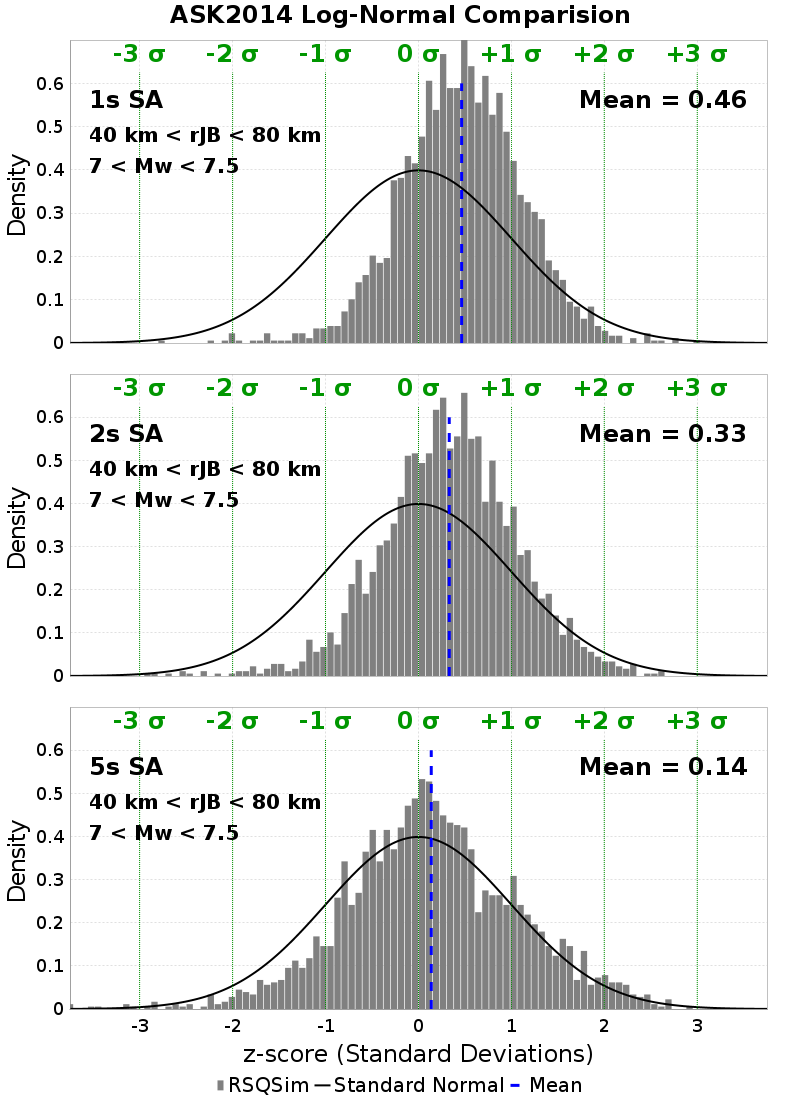 ASK2014 Log-Normal Comparision
-3 σ -2 σ -1 σ 0 σ +1 σ +2 σ +3 σ
1s SA Mean = 0.46
40 km < rJB < 80 km
7 < Mw < 7.5
Density
0.6
0.5
0.4
0.3
0.2
0.1
0
-3 σ -2 σ -1 σ 0 σ +1 σ +2 σ +3 σ
2s SA Mean = 0.33
40 km < rJB < 80 km
7 < Mw < 7.5
Density
0.6
0.5
0.4
0.3
0.2
0.1
0
-3 σ -2 σ -1 σ 0 σ +1 σ +2 σ +3 σ
5s SA Mean = 0.14
40 km < rJB < 80 km
7 < Mw < 7.5
Density
0.6
0.5
0.4
0.3
0.2
0.1
0
-3 -2 -1 0 1 2 3
z-score (Standard Deviations)
RSQSim Standard Normal Mean